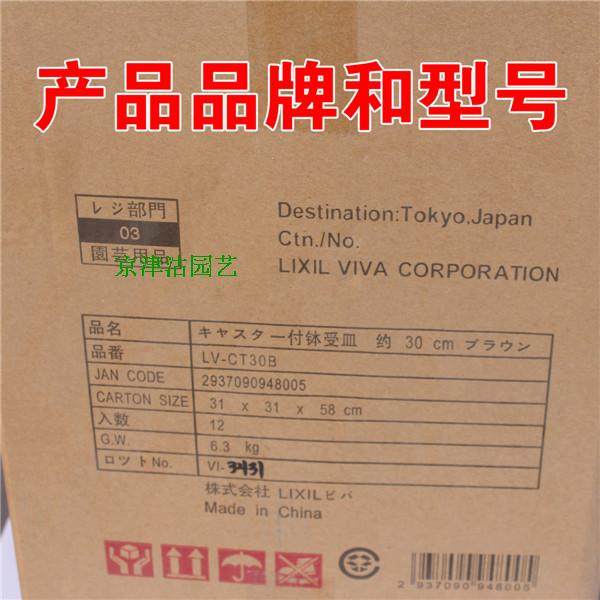 产品品牌和型号
レジ部門
03
園芸用品
京津沽园艺
Destination:Tokyo.Japan
Ctn./No.
LIXIL VIVA CORPORATION
品名 キャスター付鉢受皿 約 30 cm ブラウン
品番 LV-CT30B
JAN CODE 2937090948005
CARTON SIZE 31 x 31 x 58 cm
入数 12
G.W. 6.3 kg
ロツトNo. VI-3431
株式会社 LIXILビバ
Made in China
2 937090 948005